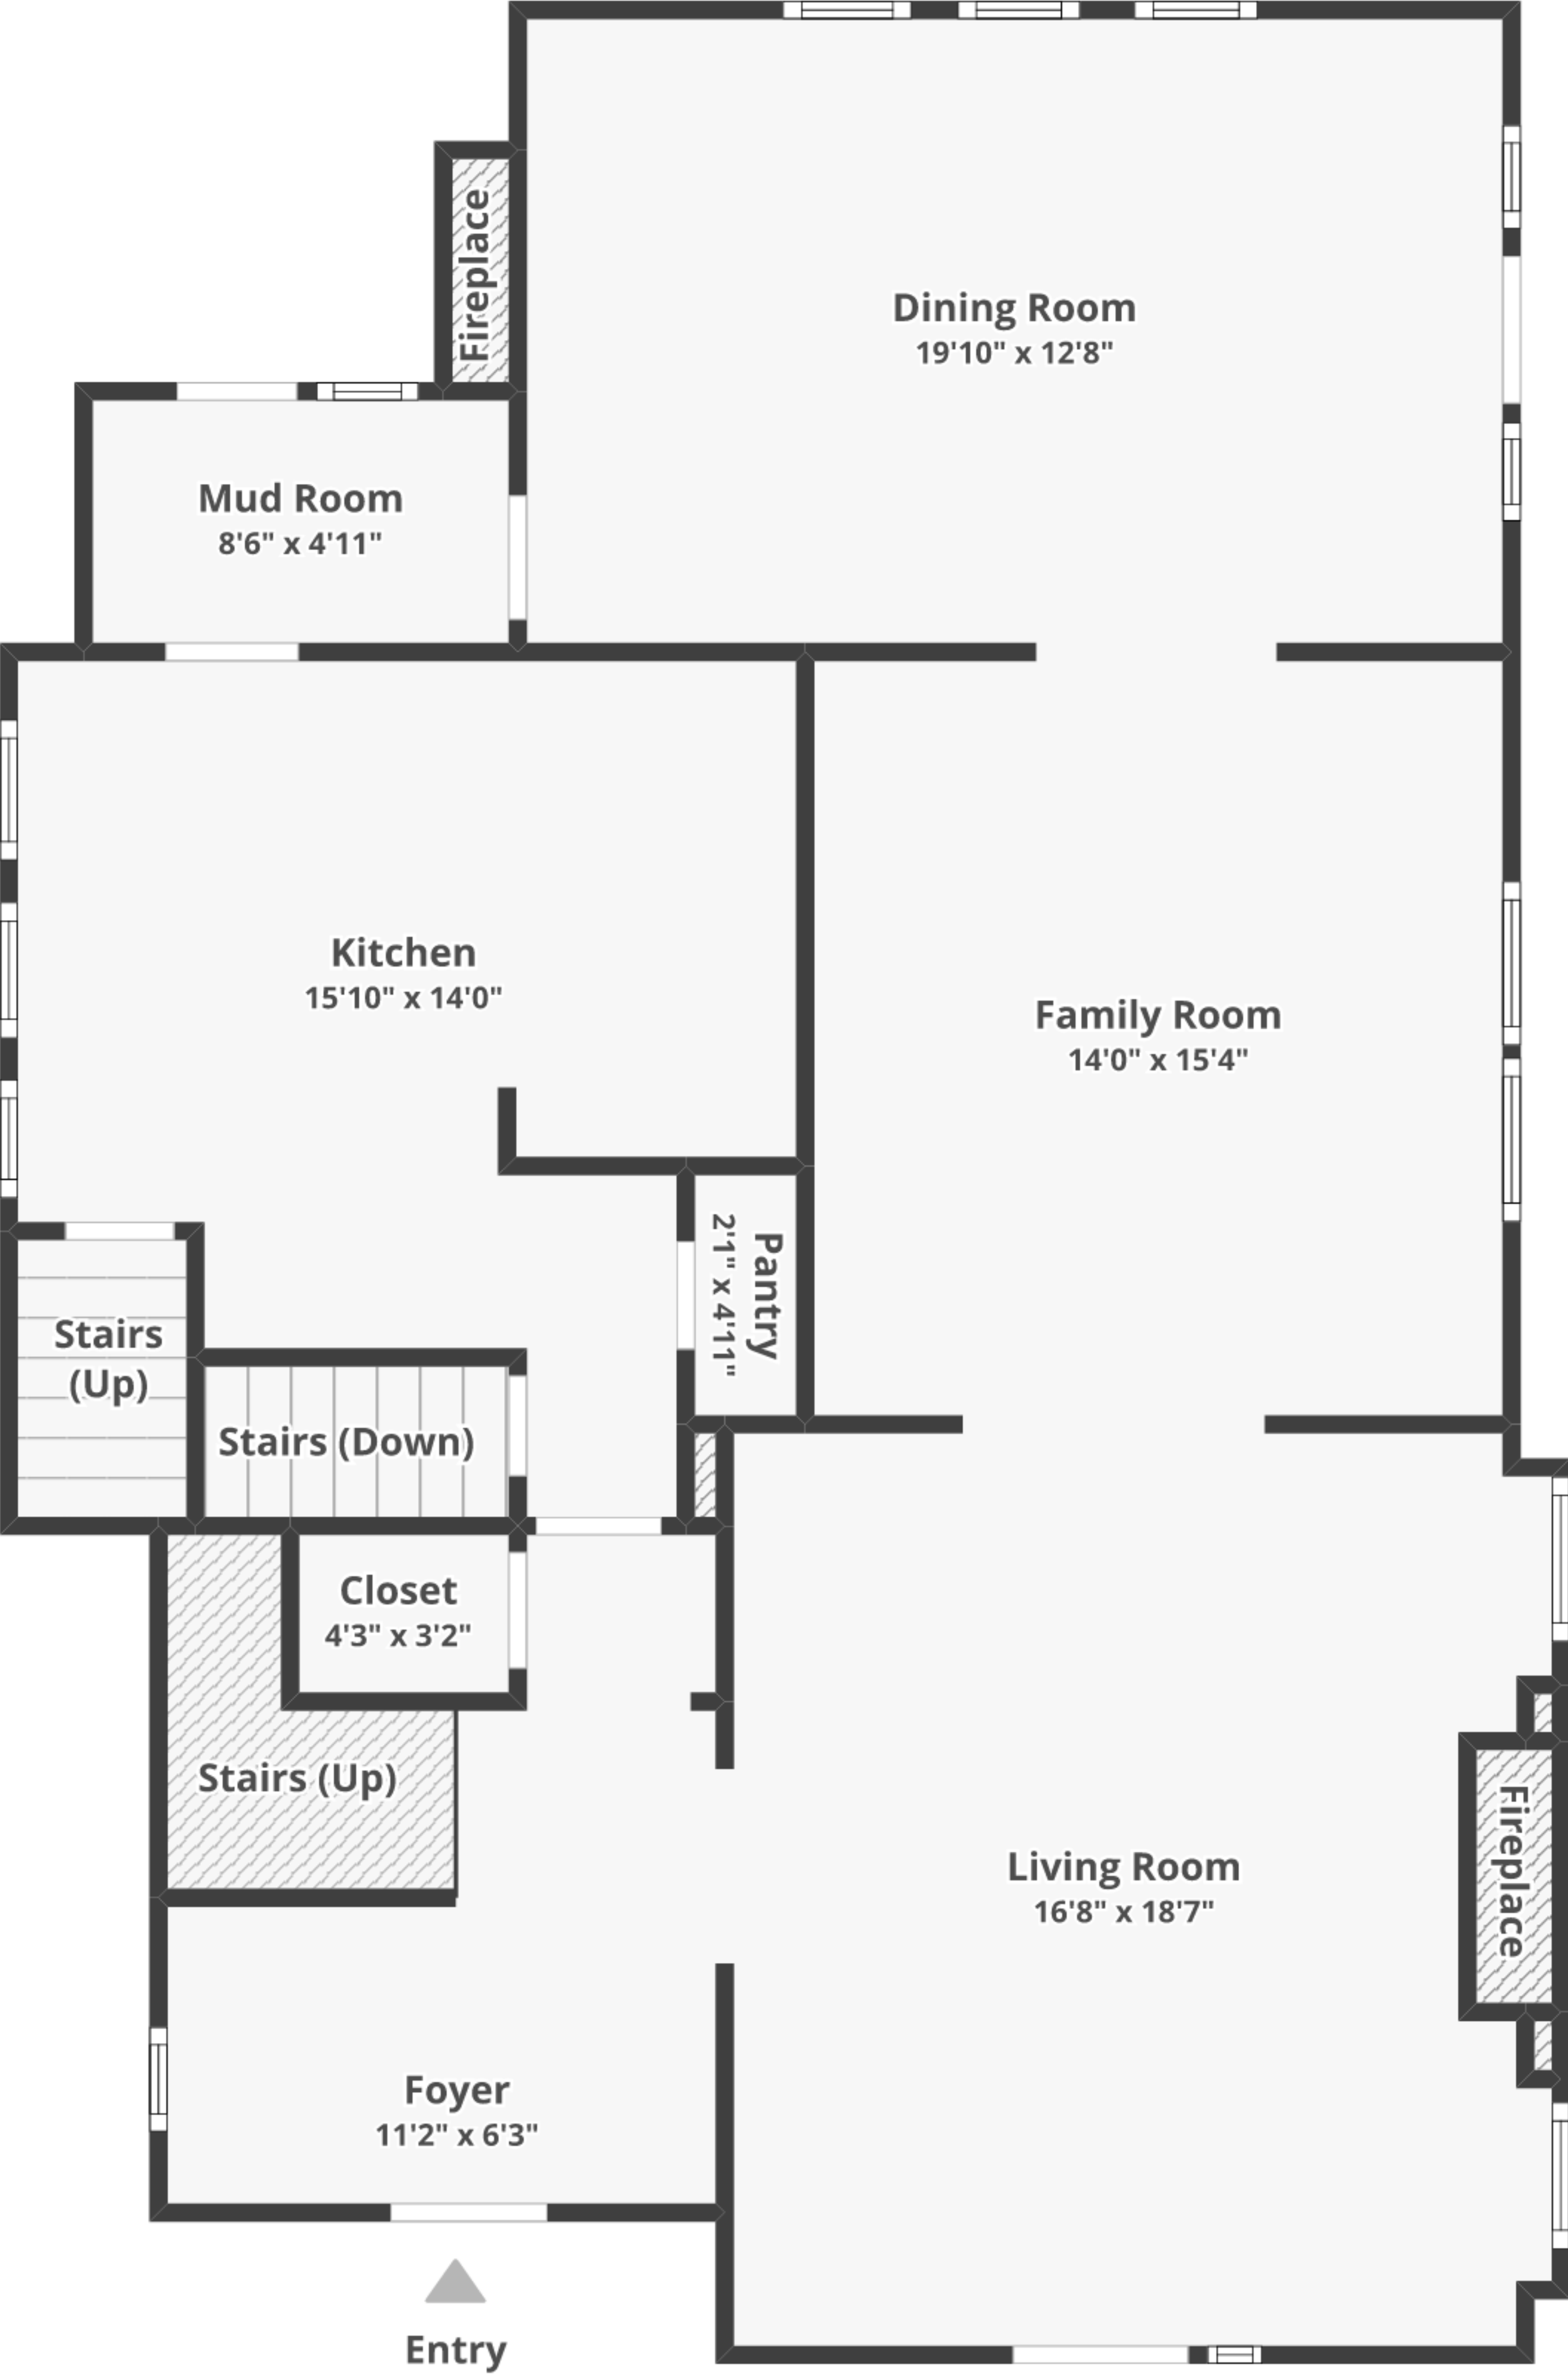 Fireplace
Dining Room
19'10" x 12'8"
Mud Room
8'6" x 4'11"
Kitchen
15'10" x 14'0"
Family Room
14'0" x 15'4"
Pantry
2'1" x 4'11"
Stairs
(Up)
Stairs (Down)
Closet
4'3" x 3'2"
Stairs (Up)
Living Room
16'8" x 18'7"
Fireplace
Foyer
11'2" x 6'3"
Entry